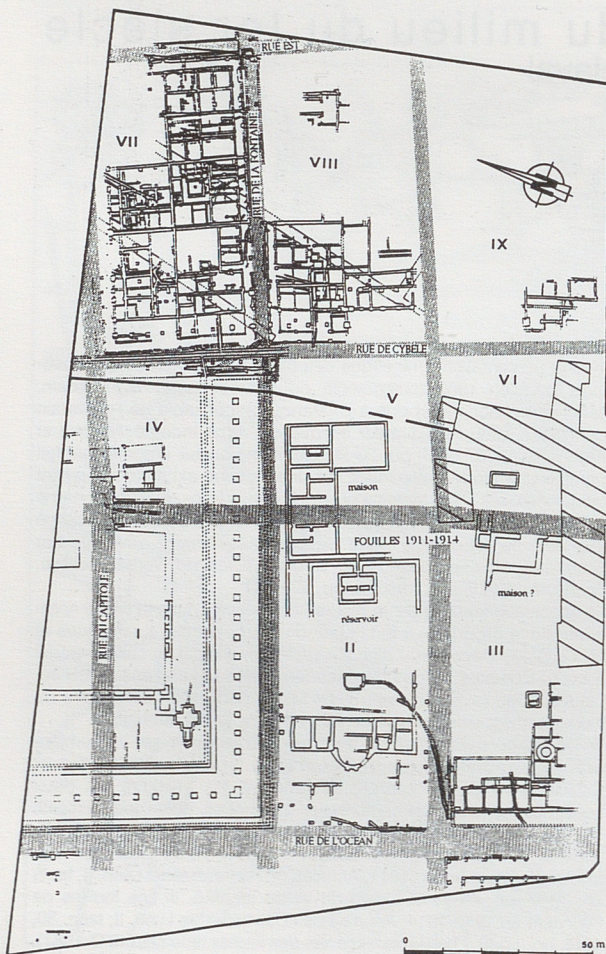 RUE EST
VII
RUE DE LA FONTAINE
VIII
IX
RUE DE CYBÈLE
V
VI
IV
maison
FOUILLES 1911-1914
maison ?
RUE DU CAPITOLE
I
réservoir
II
III
RUE DE L'OCEAN
0
50 m